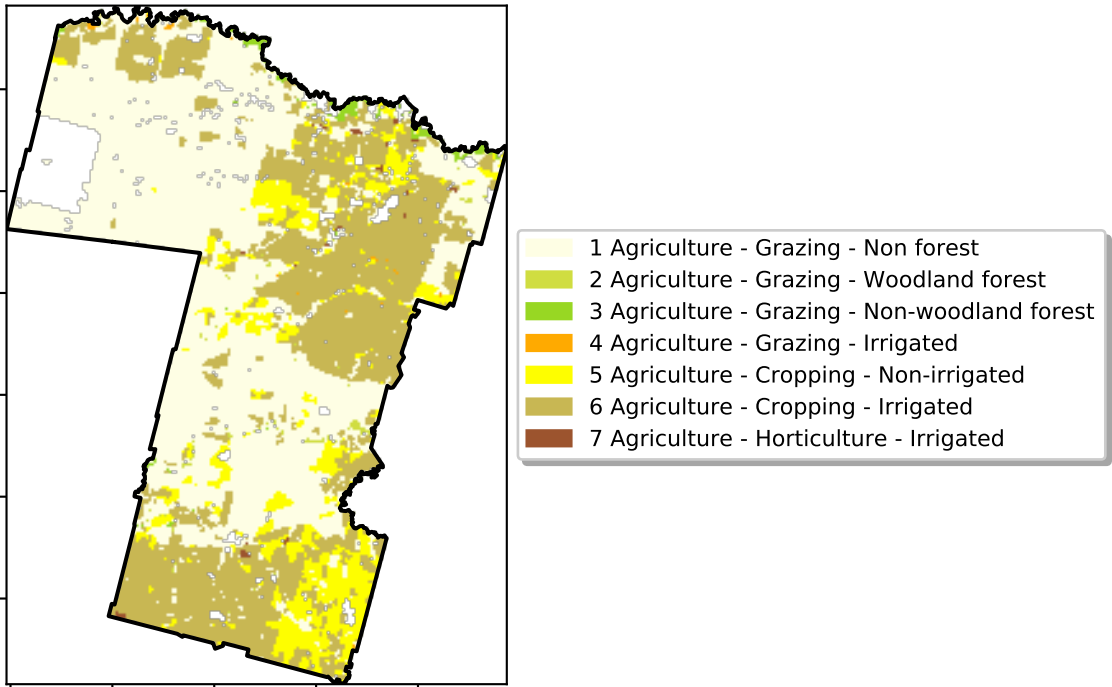 1 Agriculture - Grazing - Non forest
2 Agriculture - Grazing - Woodland forest
3 Agriculture - Grazing - Non-woodland forest
4 Agriculture - Grazing - Irrigated
5 Agriculture - Cropping - Non-irrigated
6 Agriculture - Cropping - Irrigated
7 Agriculture - Horticulture - Irrigated